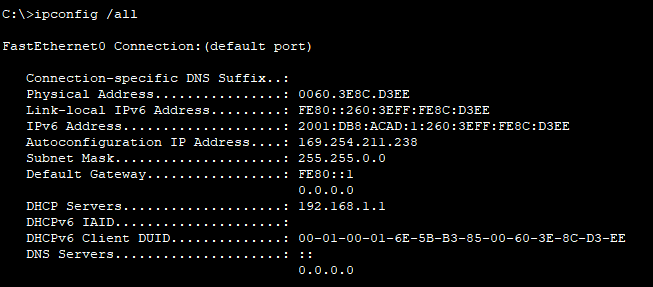 C:\>ipconfig /all
FastEthernet0 Connection:(default port)
Connection-specific DNS Suffix..:
Physical Address................: 0060.3E8C.D3EE
Link-local IPv6 Address.........: FE80::260:3EFF:FE8C:D3EE
IPv6 Address....................: 2001:DB8:ACAD:1:260:3EFF:FE8C:D3EE
Autoconfiguration IP Address....: 169.254.211.238
Subnet Mask.....................: 255.255.0.0
Default Gateway.................: FE80::1
0.0.0.0
DHCP Servers....................: 192.168.1.1
DHCPv6 IAID.....................:
DHCPv6 Client DUID..............: 00-01-00-01-6E-5B-B3-85-00-60-3E-8C-D3-EE
DNS Servers.....................: ::
0.0.0.0